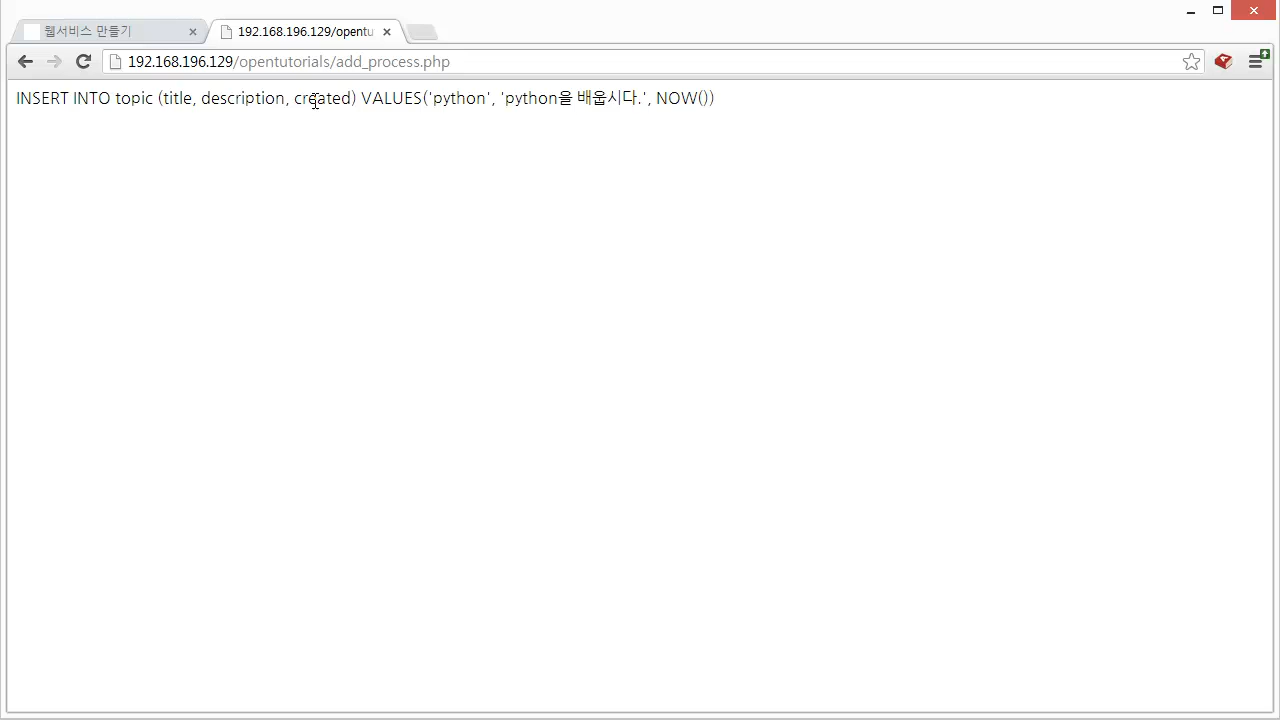 웹서비스 만들기
192.168.196.129/opentu
192.168.196.129/opentutorials/add_process.php
INSERT INTO topic (title, description, created) VALUES('python', 'python을 배웁시다.', NOW())